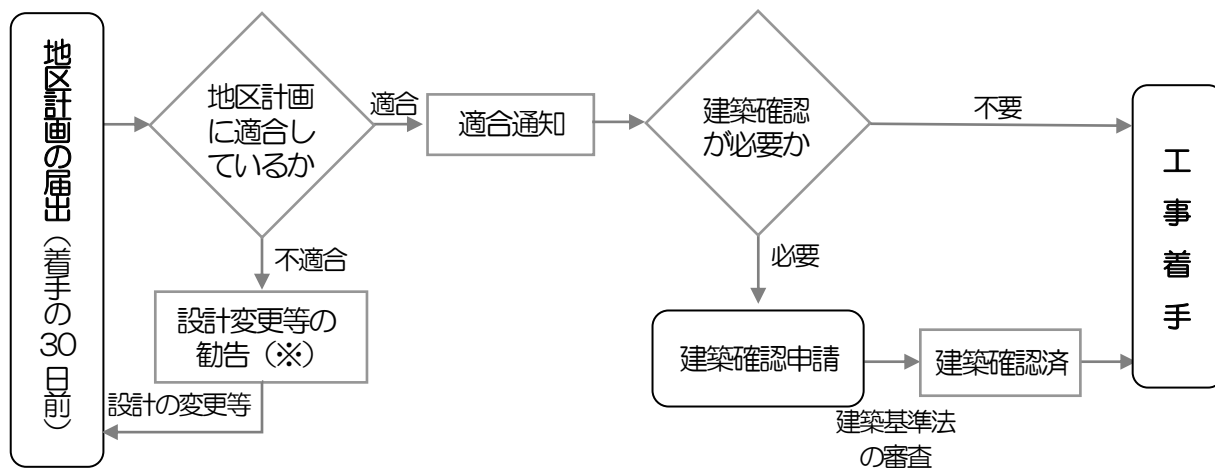 地区計画の届出（着手の30日前）
地区計画
に適合し
ているか
適合
適合通知
建築確認
が必要か
不要
工事着手
不適合
必要
設計変更等の
勧告（※）
設計の変更等
建築確認申請
建築確認済
建築基準法
の審査